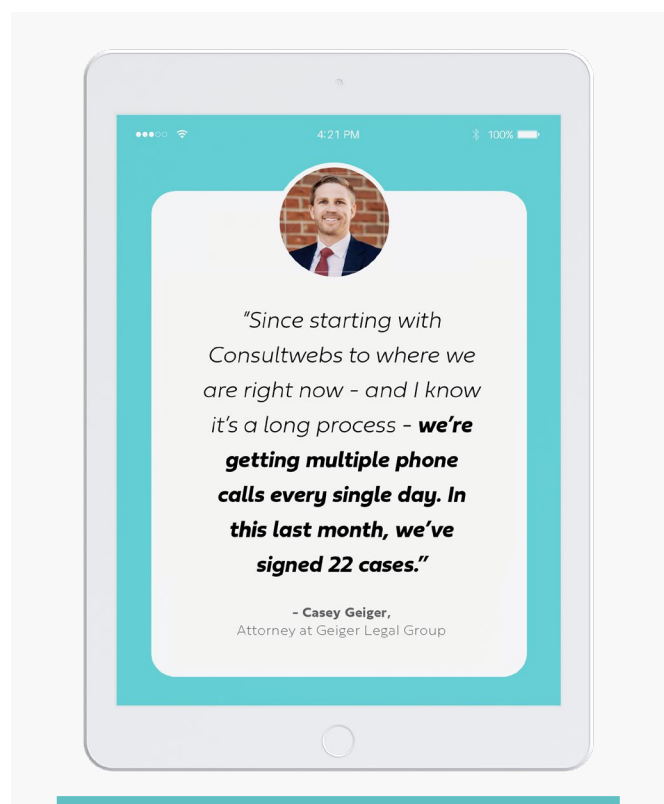 4:21 PM
100%
"Since starting with
Consultwebs to where we
are right now - and I know
it's a long process - we're
getting multiple phone
calls every single day. In
this last month, we've
signed 22 cases."
- Casey Geiger,
Attorney at Geiger Legal Group